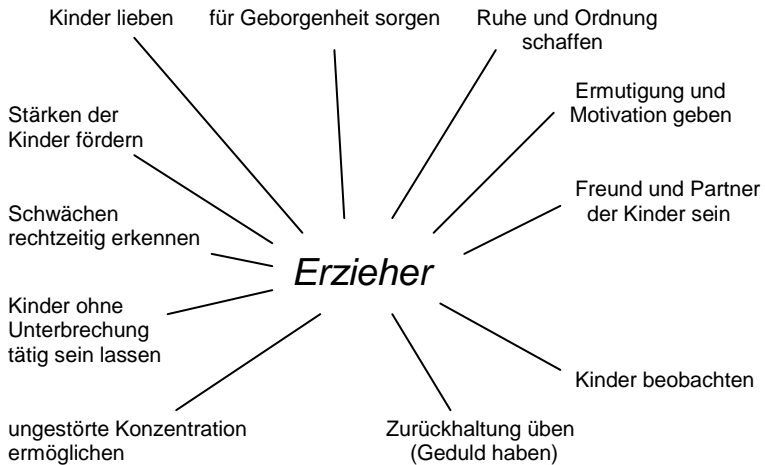 Kinder lieben
für Geborgenheit sorgen
Ruhe und Ordnung
schaffen
Ermutigung und
Motivation geben
Stärken der
Kinder fördern
Freund und Partner
der Kinder sein
Schwächen
rechtzeitig erkennen
Erzieher
Kinder ohne
Unterbrechung
tätig sein lassen
Kinder beobachten
ungestörte Konzentration
ermöglichen
Zurückhaltung üben
(Geduld haben)